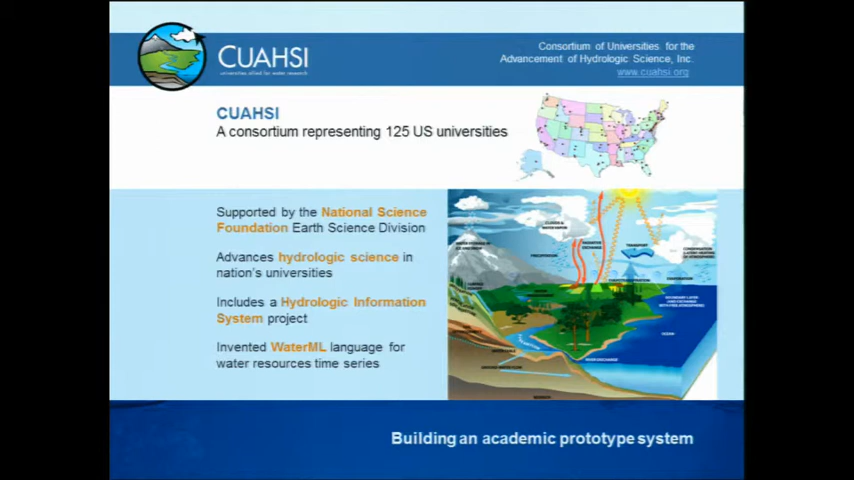 CUAHSI
universities allied for water research
Consortium of Universities for the
Advancement of Hydrologic Science, Inc.
www.cuahsi.org
CUAHSI
A consortium representing 125 US universities
Supported by the National Science
Foundation Earth Science Division
Advances hydrologic science in
nation's universities
Includes a Hydrologic Information
System project
Invented WaterML language for
water resources time series
PRECIPITATION
TRANSPORT
OCEAN
Building an academic prototype system